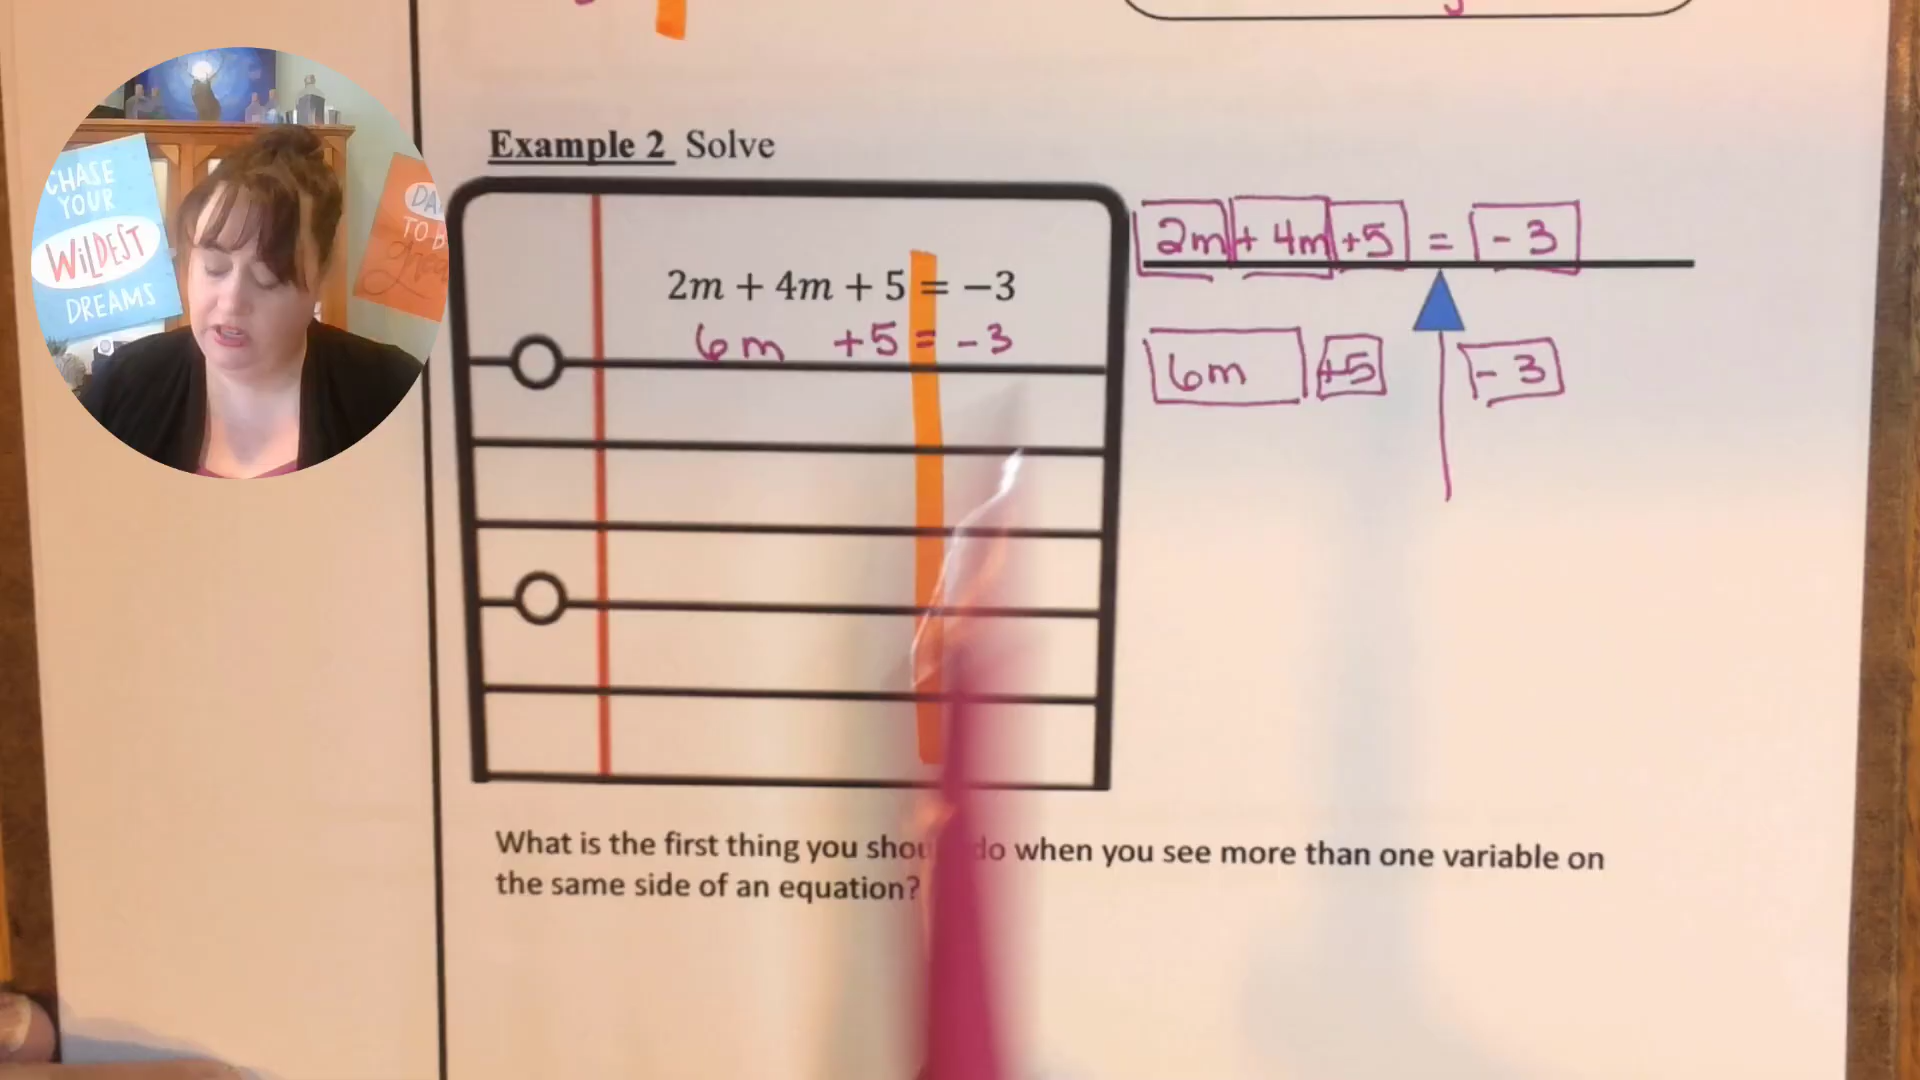 CHASE
YOUR
WiLDEST
DREAMS
TO B
Example 2 Solve
2m + 4m + 5 = −3
6m +5 = -3
2m + 4m +5 = - 3
6m +5 - 3
What is the first thing you should do when you see more than one variable on
the same side of an equation?